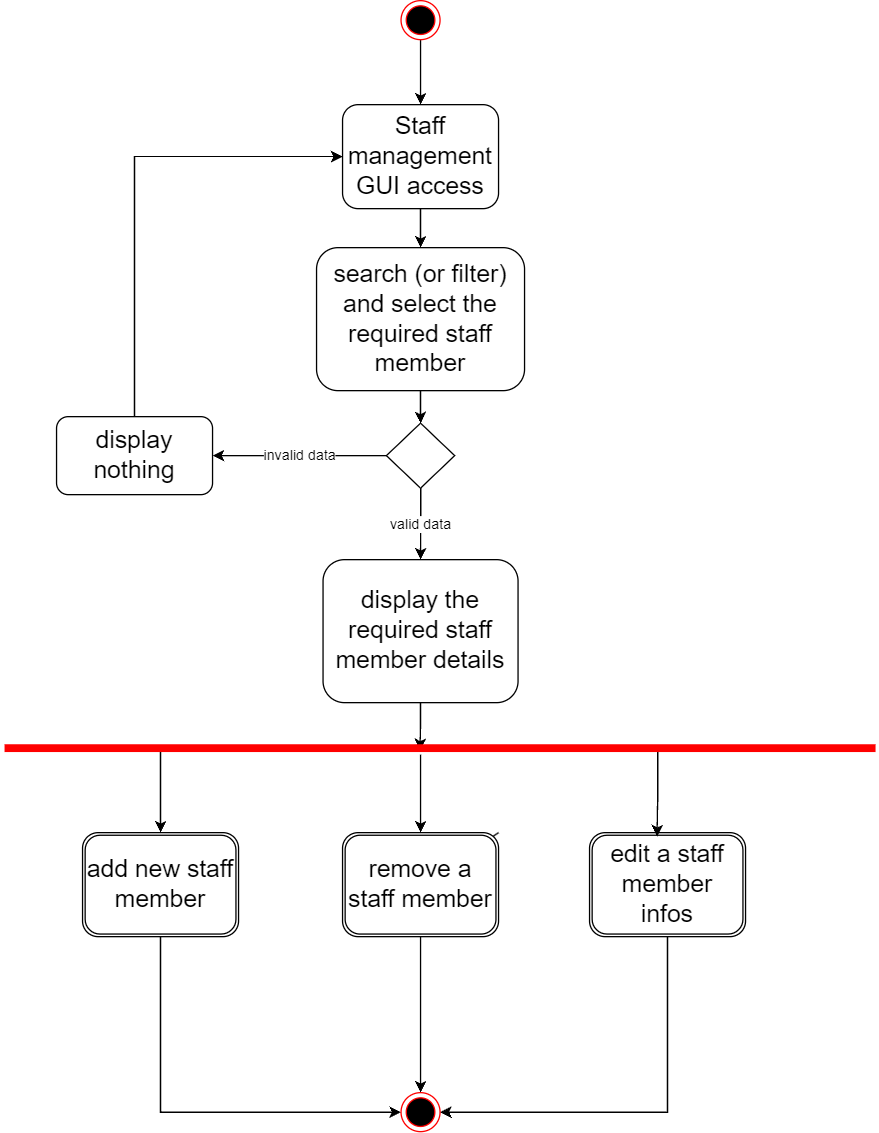 Staff
management
GUI access
search (or filter)
and select the
required staff
member
display
nothing
invalid data
valid data
display the
required staff
member details
add new staff
member
remove a
staff member
edit a staff
member
infos